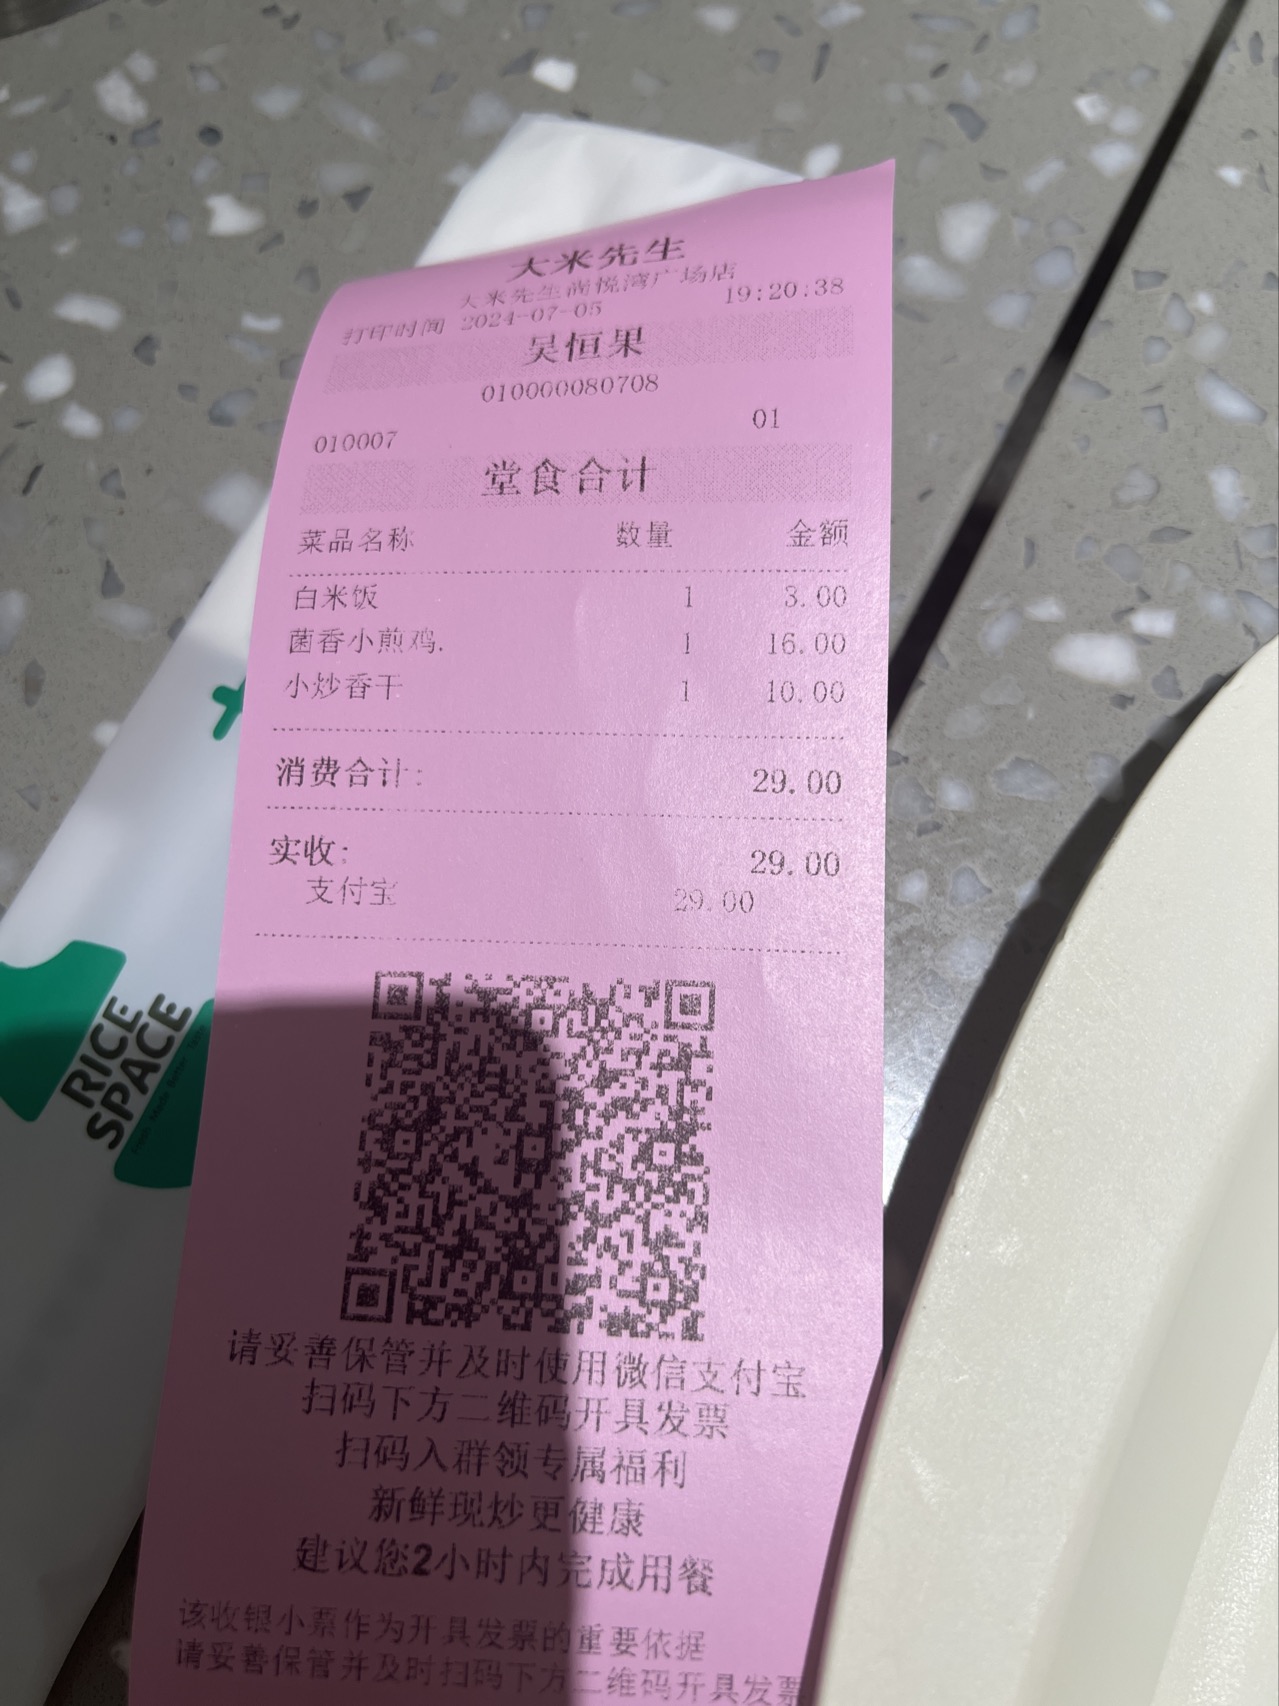 大米先生
大米先生尚悦湾广场店
打印时间 2024-07-05 19:20:38
吴恒果
010000080708
010007 01
堂食合计
菜品名称 数量 金额
白米饭 1 3.00
菌香小煎鸡. 1 16.00
小炒香干 1 10.00
消费合计: 29.00
实收: 29.00
支付宝 29.00
请妥善保管并及时使用微信支付宝
扫码下方二维码开具发票
扫码入群领专属福利
新鲜现炒更健康
建议您2小时内完成用餐
该收银小票作为开具发票的重要依据
请妥善保管并及时扫码下方二维码开具发票
RICE
SPACE